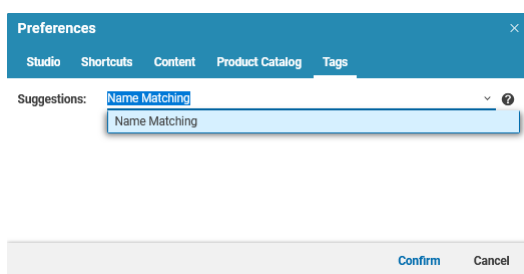 Preferences
Studio Shortcuts Content Product Catalog Tags
Suggestions: Name Matching
Name Matching
Confirm Cancel